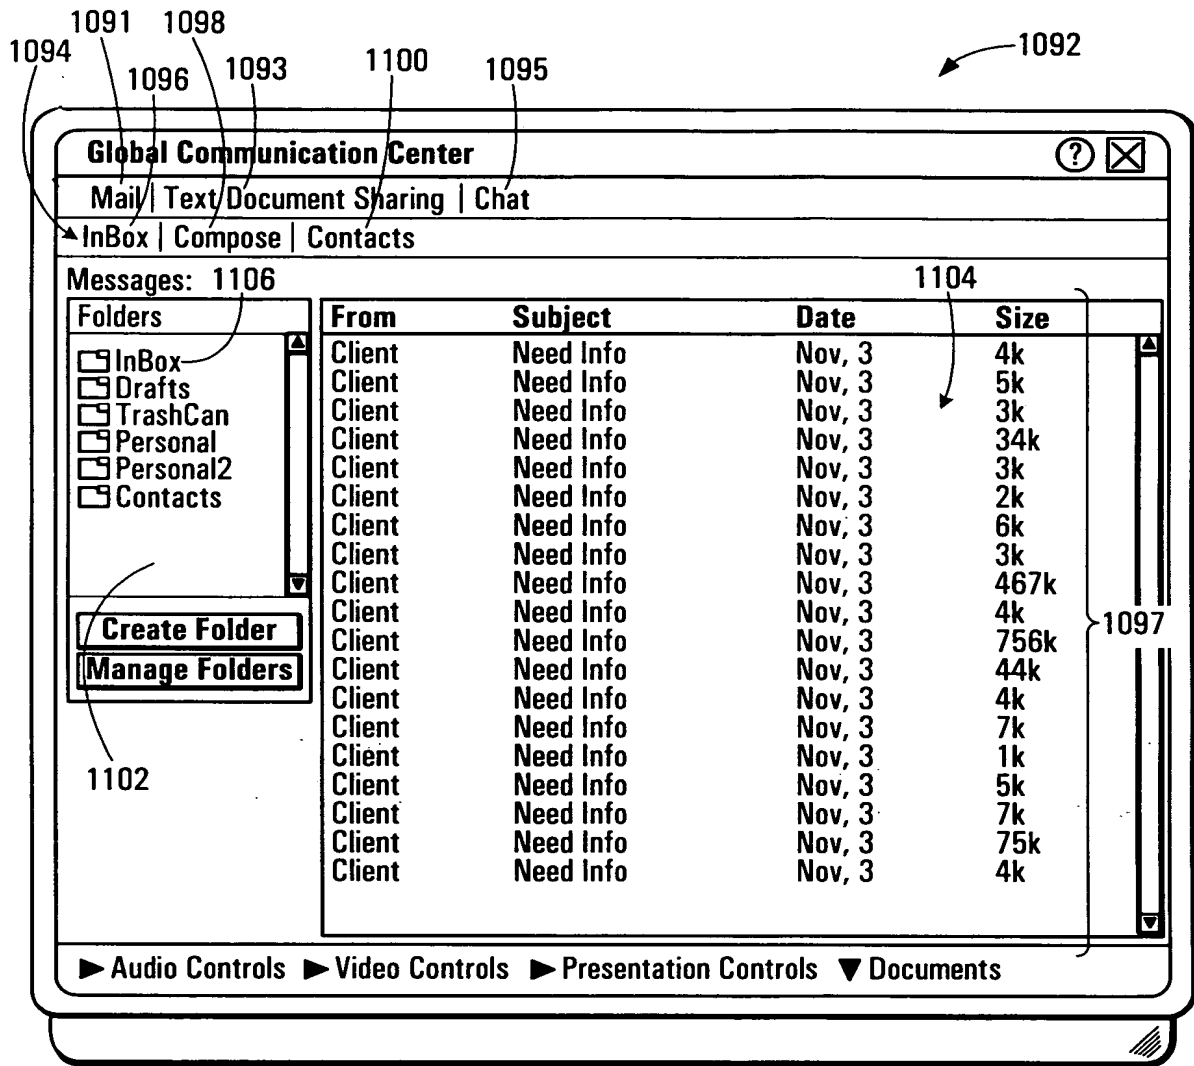 1091 1098
1094 1096 1093 1100 1095 1092
Global Communication Center ?
Mail | Text Document Sharing | Chat
InBox | Compose | Contacts
Messages: 1106 1104
Folders
InBox
Drafts
TrashCan
Personal
Personal2
Contacts
Create Folder
Manage Folders
1102
From Subject Date Size
Client Need Info Nov, 3 4k
Client Need Info Nov, 3 5k
Client Need Info Nov, 3 3k
Client Need Info Nov, 3 34k
Client Need Info Nov, 3 3k
Client Need Info Nov, 3 2k
Client Need Info Nov, 3 6k
Client Need Info Nov, 3 3k
Client Need Info Nov, 3 467k
Client Need Info Nov, 3 4k
Client Need Info Nov, 3 756k
Client Need Info Nov, 3 44k
Client Need Info Nov, 3 4k
Client Need Info Nov, 3 7k
Client Need Info Nov, 3 1k
Client Need Info Nov, 3 5k
Client Need Info Nov, 3 7k
Client Need Info Nov, 3 75k
Client Need Info Nov, 3 4k
1097
► Audio Controls ► Video Controls ► Presentation Controls ▼ Documents